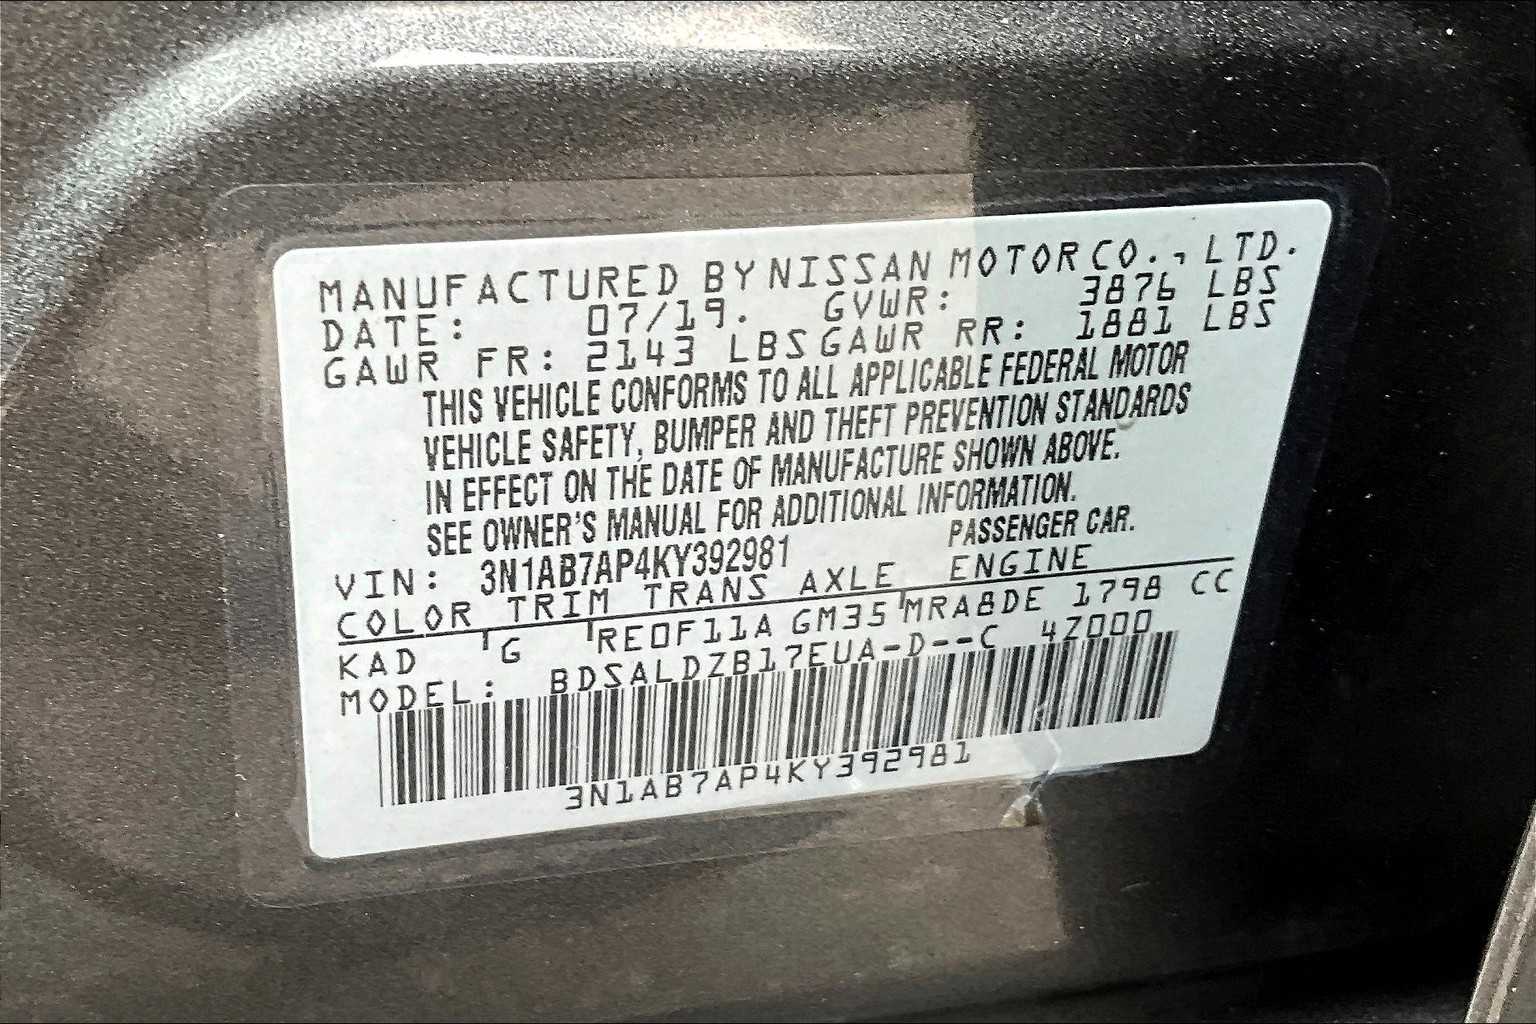 MANUFACTURED BY NISSAN MOTOR CO., LTD.
DATE: 07/19. GVWR: 3876 LBS
GAWR FR: 2143 LBS GAWR RR: 1881 LBS
THIS VEHICLE CONFORMS TO ALL APPLICABLE FEDERAL MOTOR
VEHICLE SAFETY, BUMPER AND THEFT PREVENTION STANDARDS
IN EFFECT ON THE DATE OF MANUFACTURE SHOWN ABOVE.
SEE OWNER'S MANUAL FOR ADDITIONAL INFORMATION.
VIN: 3N1AB7AP4KY392981 PASSENGER CAR.
COLOR TRIM TRANS AXLE ENGINE
KAD G RE0F11A GM35 MRA8DE 1798 CC
MODEL: BDSALDZB17EUA-D--C 4Z000
3N1AB7AP4KY392981